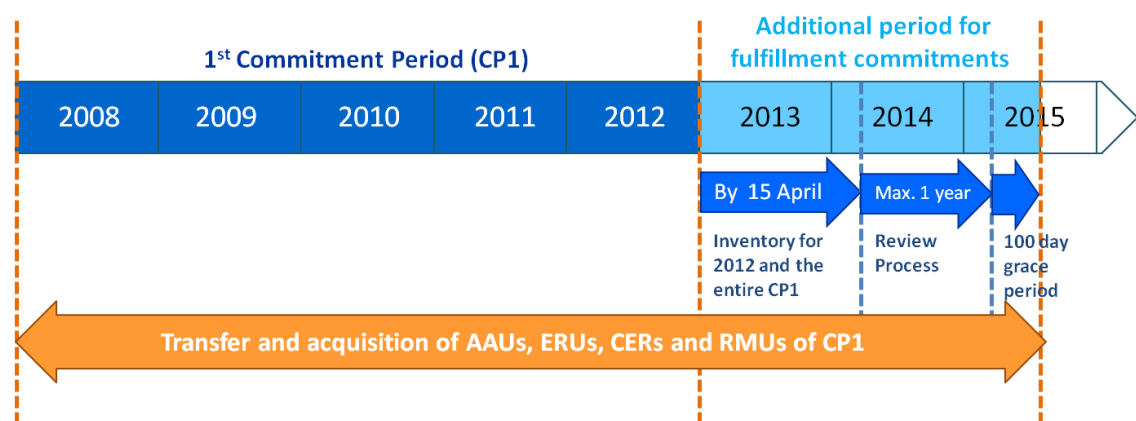 1st Commitment Period (CP1)
Additional period for
fulfillment commitments
2008 2009 2010 2011 2012 2013 2014 2015
By 15 April
Max. 1 year
Inventory for
2012 and the
entire CP1
Review
Process
100 day
grace
period
Transfer and acquisition of AAUs, ERUs, CERs and RMUs of CP1